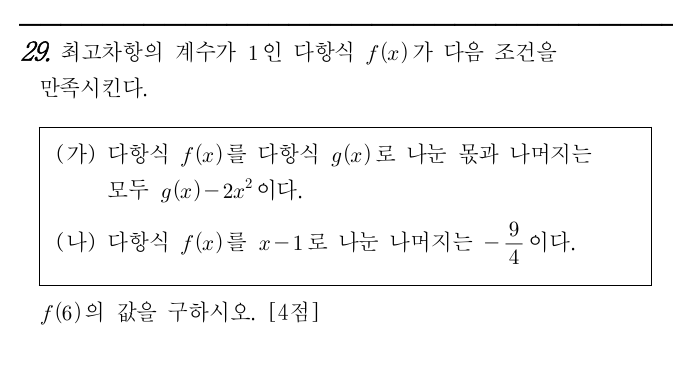 29. 최고차항의 계수가 1인 다항식 f(x)가 다음 조건을
만족시킨다.
(가) 다항식 f(x)를 다항식 g(x)로 나눈 몫과 나머지는
모두 g(x)-2x²이다.
(나) 다항식 f(x)를 x-1로 나눈 나머지는 -9/4이다.
f(6)의 값을 구하시오. [4점]